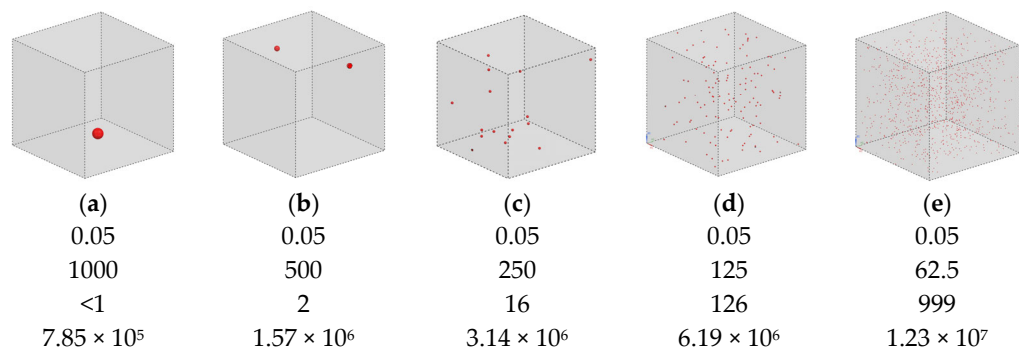 (a) (b) (c) (d) (e)
0.05 0.05 0.05 0.05 0.05
1000 500 250 125 62.5
<1 2 16 126 999
7.85 × 10⁵ 1.57 × 10⁶ 3.14 × 10⁶ 6.19 × 10⁶ 1.23 × 10⁷